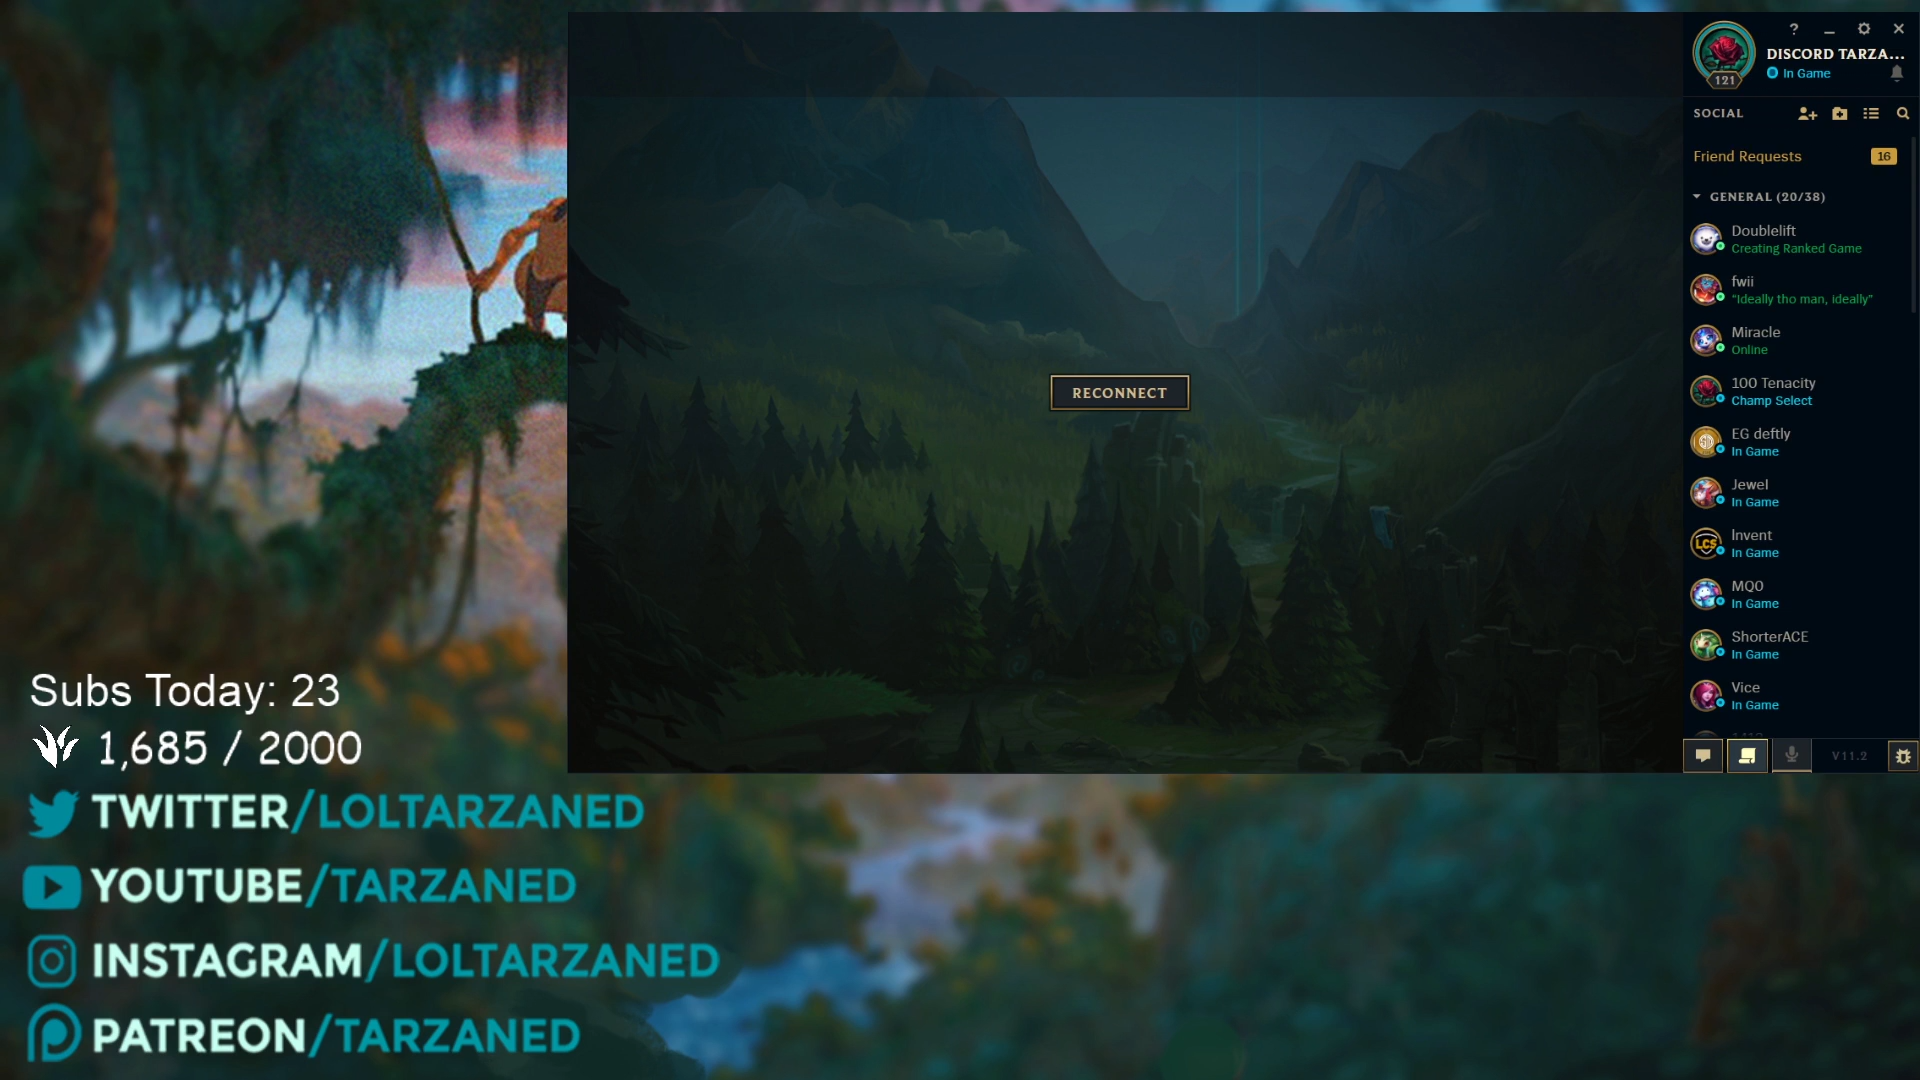 ?
DISCORD TARZA...
In Game
121
SOCIAL
Friend Requests
16
GENERAL (20/38)
Doublelift
Creating Ranked Game
fwii
“Ideally tho man, ideally”
Miracle
Online
100 Tenacity
Champ Select
EG deftly
In Game
Jewel
In Game
Invent
In Game
LCS
MQ0
In Game
ShorterACE
In Game
Vice
In Game
V11.2
RECONNECT
Subs Today: 23
1,685 / 2000
TWITTER/LOLTARZANED
YOUTUBE/TARZANED
INSTAGRAM/LOLTARZANED
PATREON/TARZANED